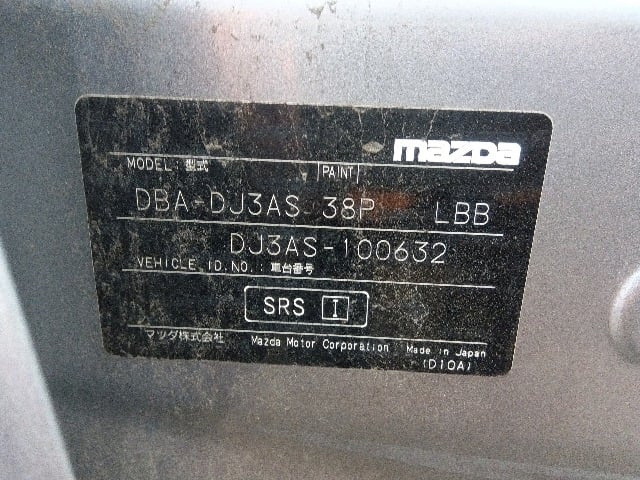 mazda
MODEL: 型式 PAINT
DBA-DJ3AS 38P LBB
DJ3AS-100632
VEHICLE I.D.NO.: 車台番号
SRS I
マツダ株式会社 Mazda Motor Corporation Made in Japan
(D10A)